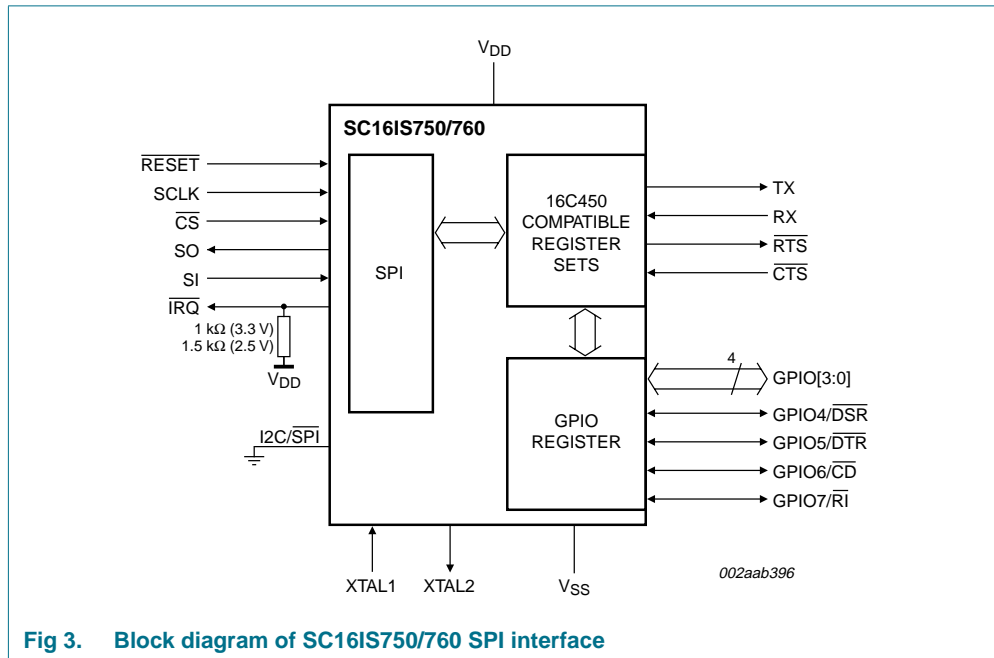 VDD
SC16IS750/760
RESET
SCLK
CS
SO
SI
IRQ
1 kΩ (3.3 V)
1.5 kΩ (2.5 V)
VDD
I2C/SPI
SPI
16C450
COMPATIBLE
REGISTER
SETS
TX
RX
RTS
CTS
GPIO
REGISTER
4
GPIO[3:0]
GPIO4/DSR
GPIO5/DTR
GPIO6/CD
GPIO7/RI
XTAL1
XTAL2
VSS
002aab396
Fig 3. Block diagram of SC16IS750/760 SPI interface